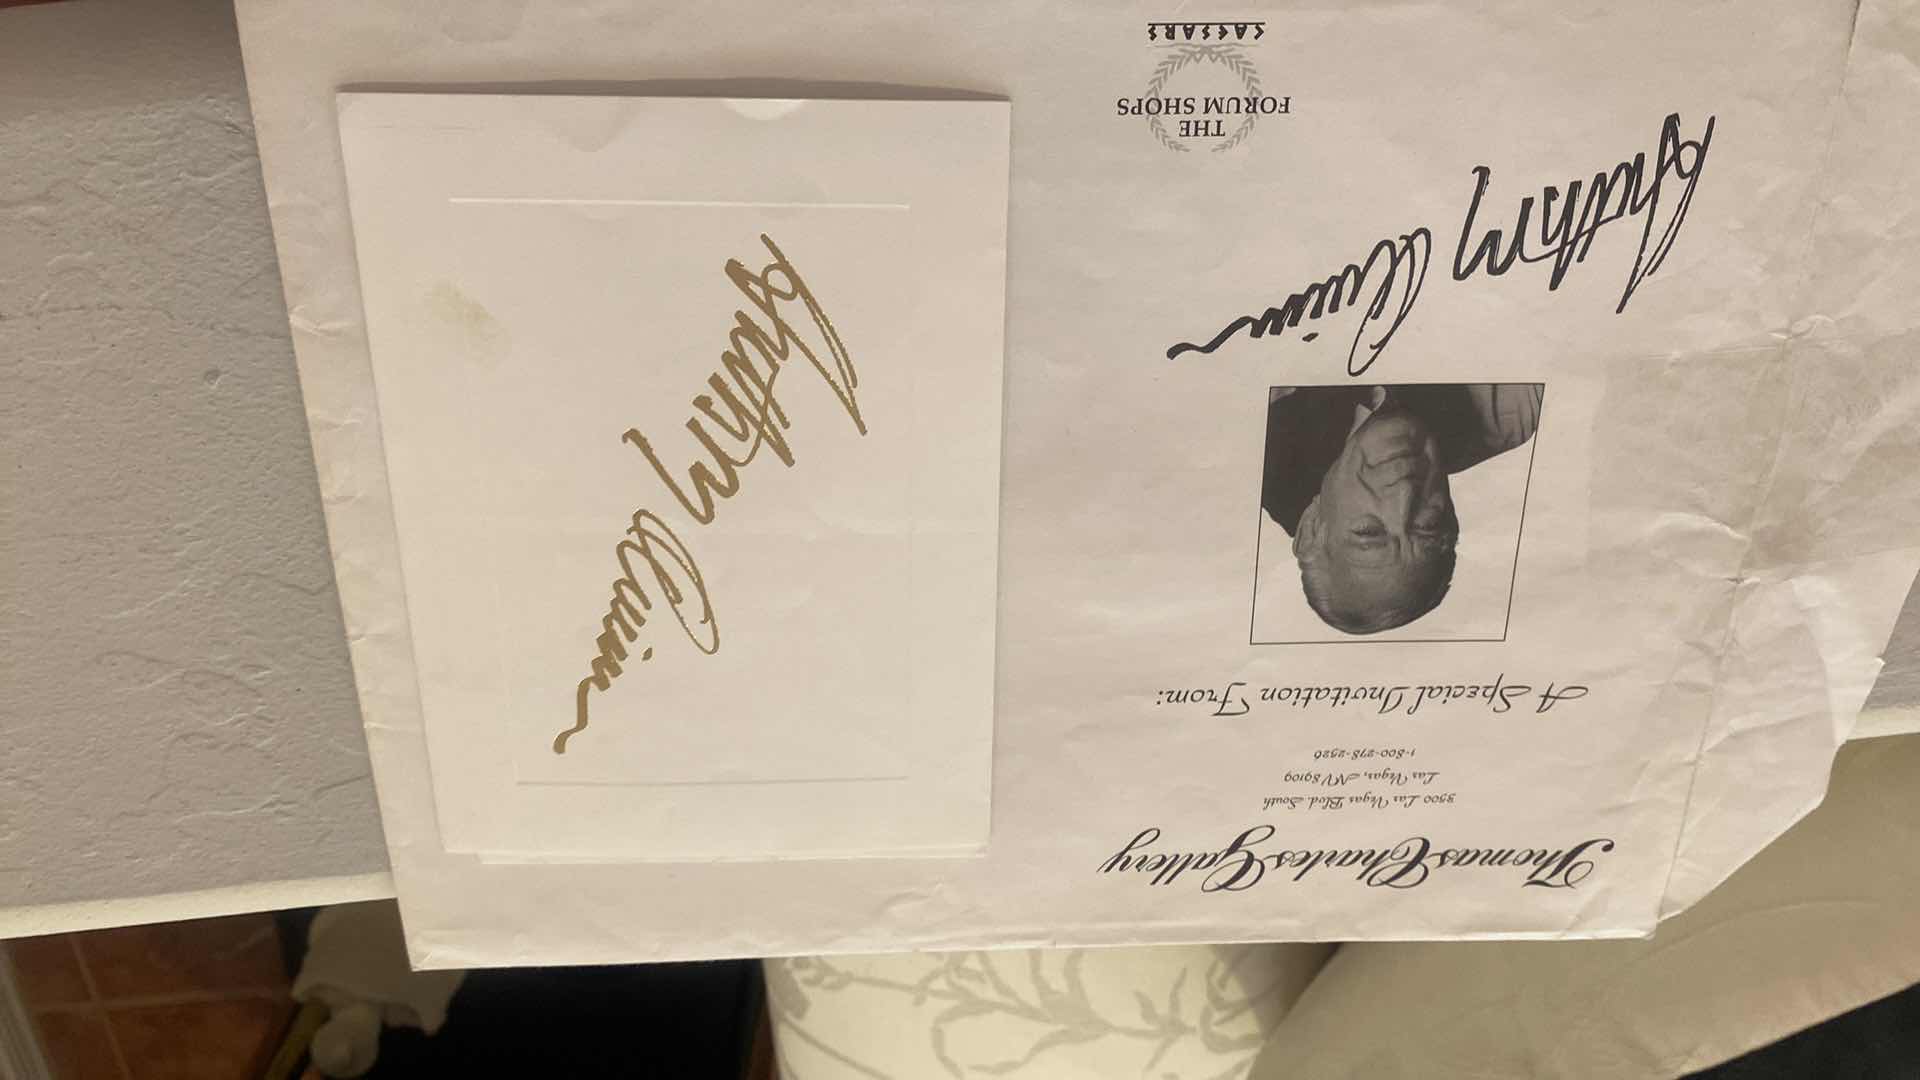 Thomas Charles Gallery
3500 Las Vegas Blvd. South
Las Vegas, NV 89109
1-800-278-2526
A Special Invitation From:
Anthony Quinn
THE
FORUM SHOPS
CAESARS
Anthony Quinn